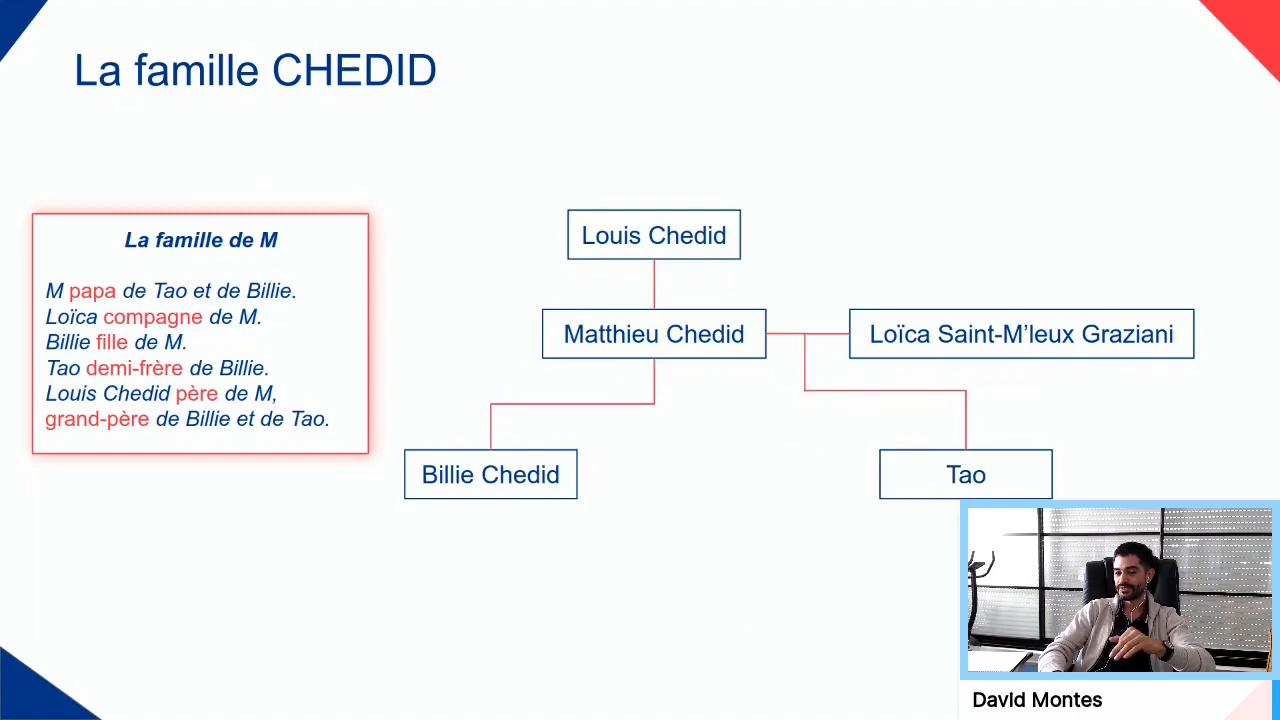 La famille CHEDID
La famille de M
M papa de Tao et de Billie.
Loïca compagne de M.
Billie fille de M.
Tao demi-frère de Billie.
Louis Chedid père de M,
grand-père de Billie et de Tao.
Louis Chedid
Matthieu Chedid
Loïca Saint-M’leux Graziani
Billie Chedid
Tao
David Montes